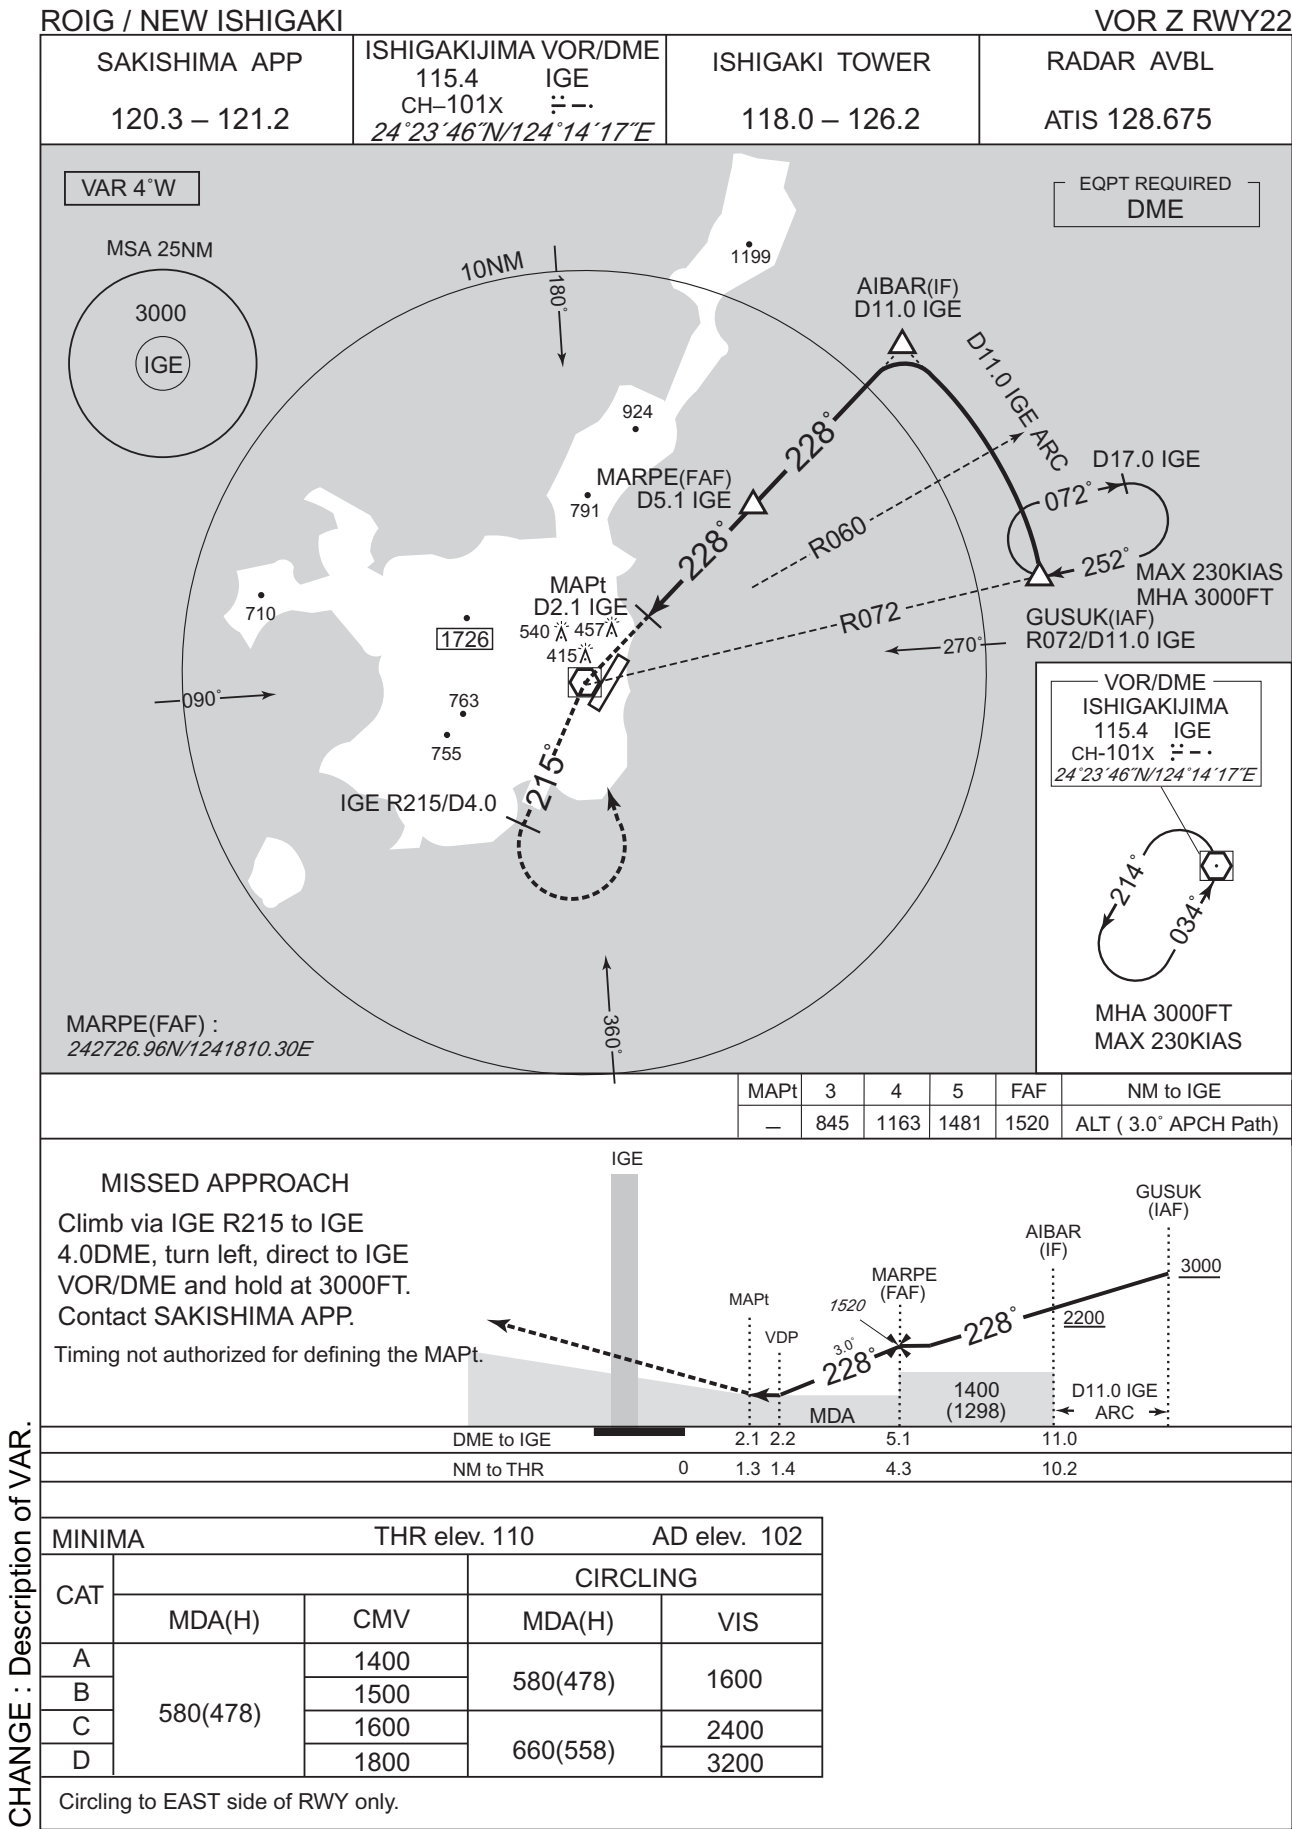 ROIG / NEW ISHIGAKI
VOR Z RWY22
SAKISHIMA APP
120.3 – 121.2
ISHIGAKIJIMA VOR/DME
115.4 IGE
CH–101X
24˚23´46˝N/124˚14´17˝E
ISHIGAKI TOWER
118.0 – 126.2
RADAR AVBL
ATIS 128.675
VAR 4˚W
EQPT REQUIRED
DME
MSA 25NM
3000
IGE
10NM
180˚
1199
AIBAR(IF)
D11.0 IGE
D11.0 IGE ARC
924
228˚
MARPE(FAF)
D5.1 IGE
791
D17.0 IGE
072˚
R060
228˚
252˚
MAX 230KIAS
MHA 3000FT
MAPt
D2.1 IGE
710
540
457
415
1726
R072
GUSUK(IAF)
R072/D11.0 IGE
270˚
090˚
763
755
215˚
IGE R215/D4.0
VOR/DME
ISHIGAKIJIMA
115.4 IGE
CH-101X
24˚23´46˝N/124˚14´17˝E
214˚
034˚
MHA 3000FT
MAX 230KIAS
360˚
MARPE(FAF) :
242726.96N/1241810.30E
MAPt 3 4 5 FAF NM to IGE
– 845 1163 1481 1520 ALT ( 3.0˚ APCH Path)
MISSED APPROACH
Climb via IGE R215 to IGE
4.0DME, turn left, direct to IGE
VOR/DME and hold at 3000FT.
Contact SAKISHIMA APP.
Timing not authorized for defining the MAPt.
IGE
GUSUK
(IAF)
AIBAR
(IF)
MARPE
(FAF)
3000
MAPt
1520
VDP
2200
3.0˚
228˚
228˚
MDA
1400
(1298)
D11.0 IGE
ARC
DME to IGE 2.1 2.2 5.1 11.0
NM to THR 0 1.3 1.4 4.3 10.2
MINIMA THR elev. 110 AD elev. 102
CAT CIRCLING
MDA(H) CMV MDA(H) VIS
A 1400
B 1500
580(478) 1600
580(478)
C 1600 2400
D 1800 3200
660(558)
Circling to EAST side of RWY only.
CHANGE : Description of VAR.